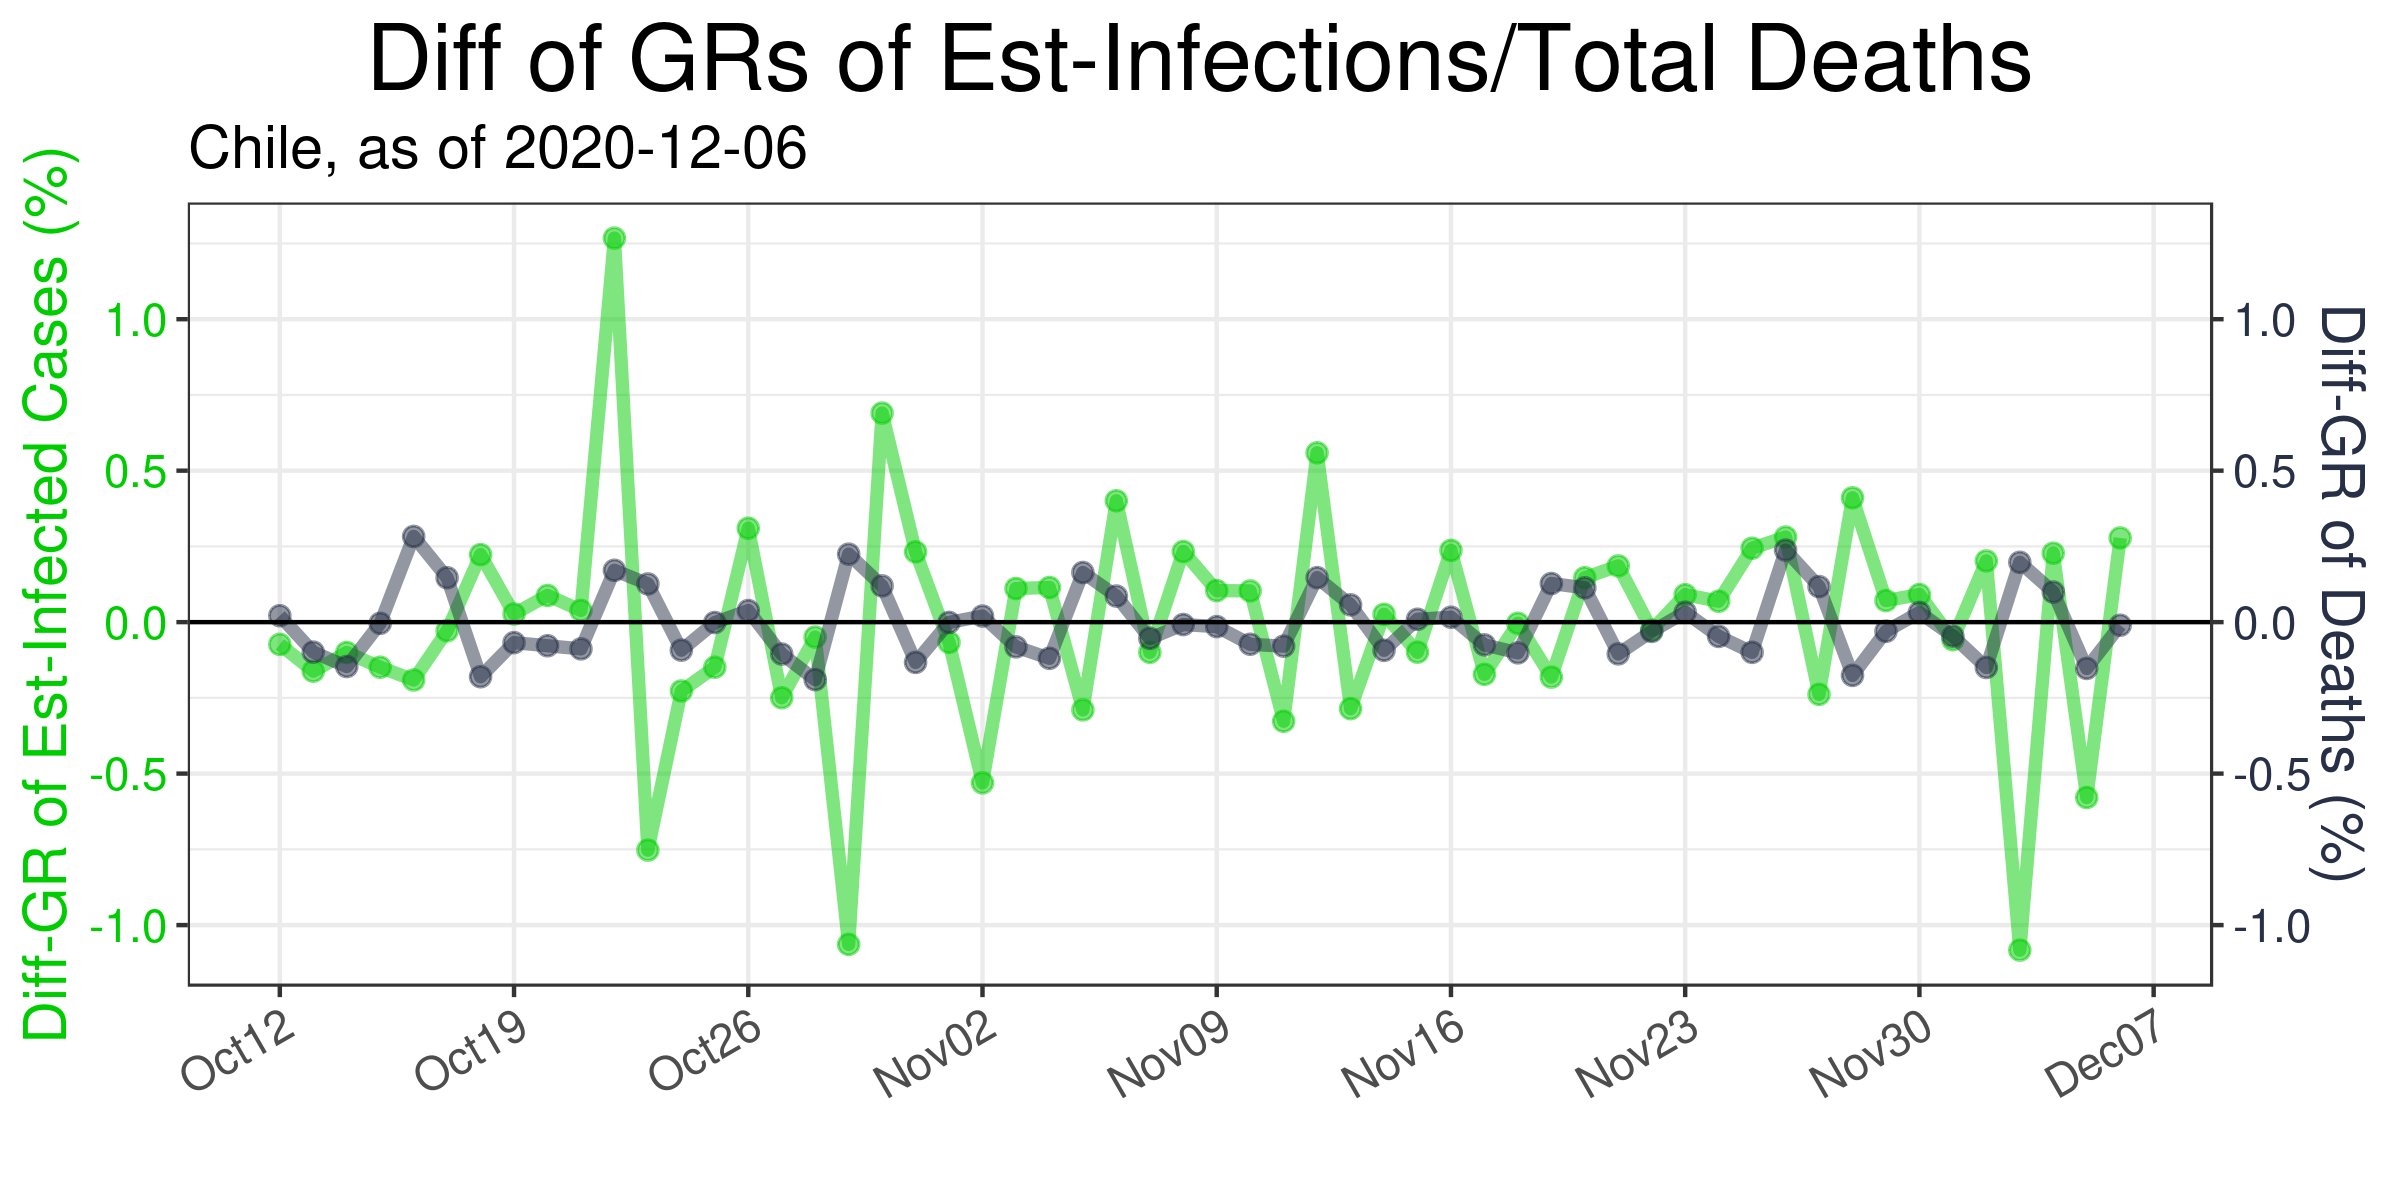 Diff of GRs of Est-Infections/Total Deaths
Chile, as of 2020-12-06
Diff-GR of Est-Infected Cases (%)
1.0
0.5
0.0
-0.5
-1.0
1.0
0.5
0.0
-0.5
-1.0
Diff-GR of Deaths (%)
Oct12
Oct19
Oct26
Nov02
Nov09
Nov16
Nov23
Nov30
Dec07